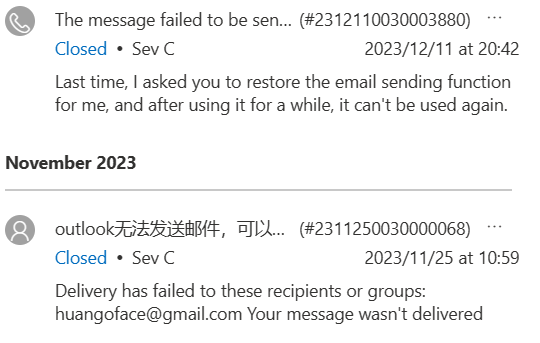 The message failed to be sen... (#2312110030003880) ...
Closed • Sev C 2023/12/11 at 20:42
Last time, I asked you to restore the email sending function
for me, and after using it for a while, it can't be used again.
November 2023
outlook无法发送邮件，可以... (#2311250030000068) ...
Closed • Sev C 2023/11/25 at 10:59
Delivery has failed to these recipients or groups:
huangoface@gmail.com Your message wasn't delivered